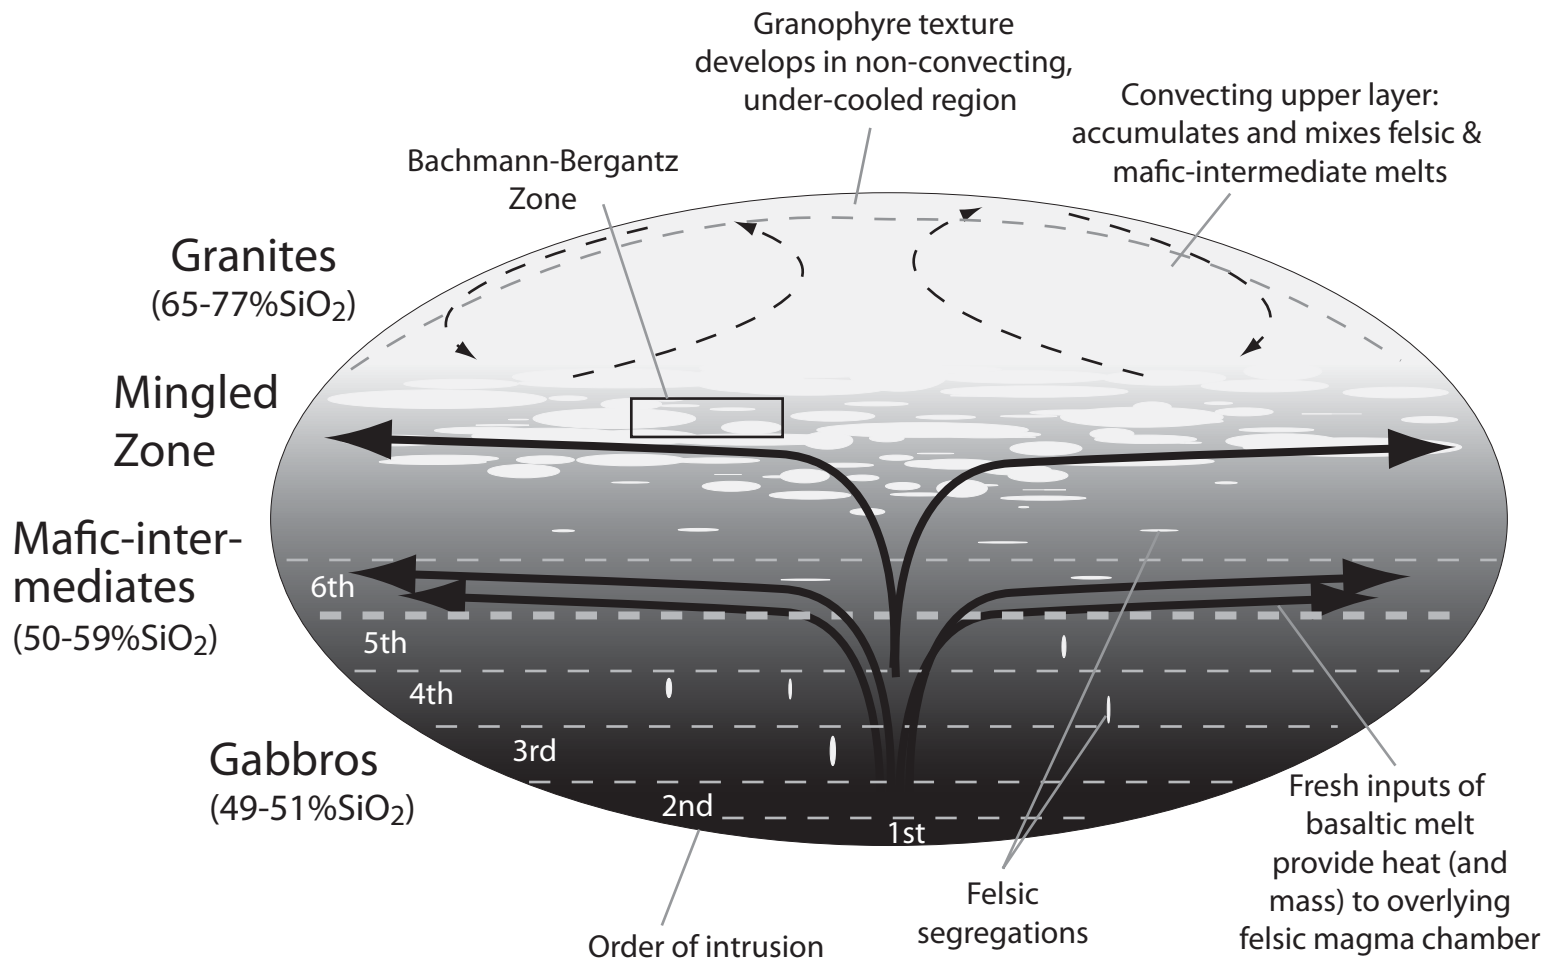 Granophyre texture
develops in non-convecting,
under-cooled region
Convecting upper layer:
accumulates and mixes felsic &
mafic-intermediate melts
Bachmann-Bergantz
Zone
Granites
(65-77%SiO2)
Mingled
Zone
Mafic-inter-
mediates
(50-59%SiO2)
6th
5th
4th
Gabbros
(49-51%SiO2)
3rd
2nd
1st
Fresh inputs of
basaltic melt
provide heat (and
mass) to overlying
felsic magma chamber
Felsic
segregations
Order of intrusion